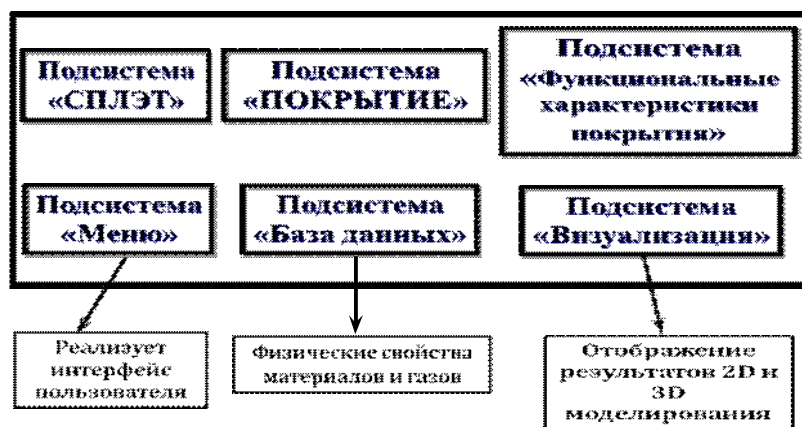 Подсистема
«СПЛЭТ»
Подсистема
«ПОКРЫТИЕ»
Подсистема
«Функциональные
характеристики
покрытия»
Подсистема
«Меню»
Подсистема
«База данных»
Подсистема
«Визуализация»
Реализует
интерфейс
пользователя
Физические свойства
материалов и газов
Отображение
результатов 2D и
3D
моделирования